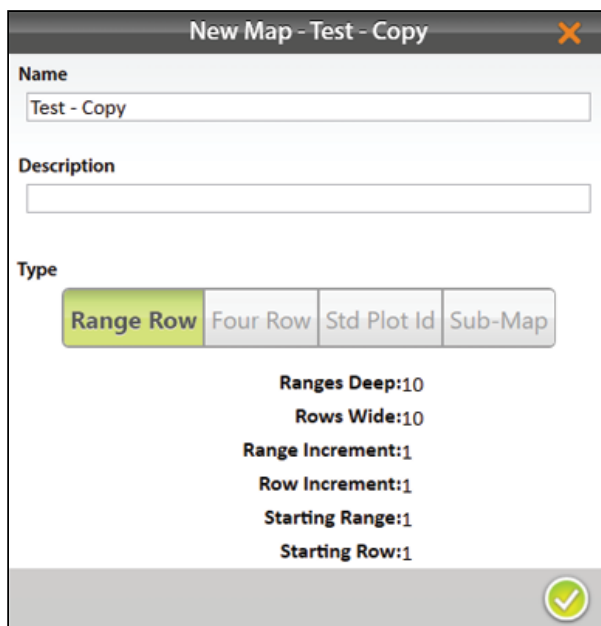 New Map - Test - Copy
Name
Test - Copy
Description
Type
Range Row Four Row Std Plot Id Sub-Map
Ranges Deep:10
Rows Wide:10
Range Increment:1
Row Increment:1
Starting Range:1
Starting Row:1